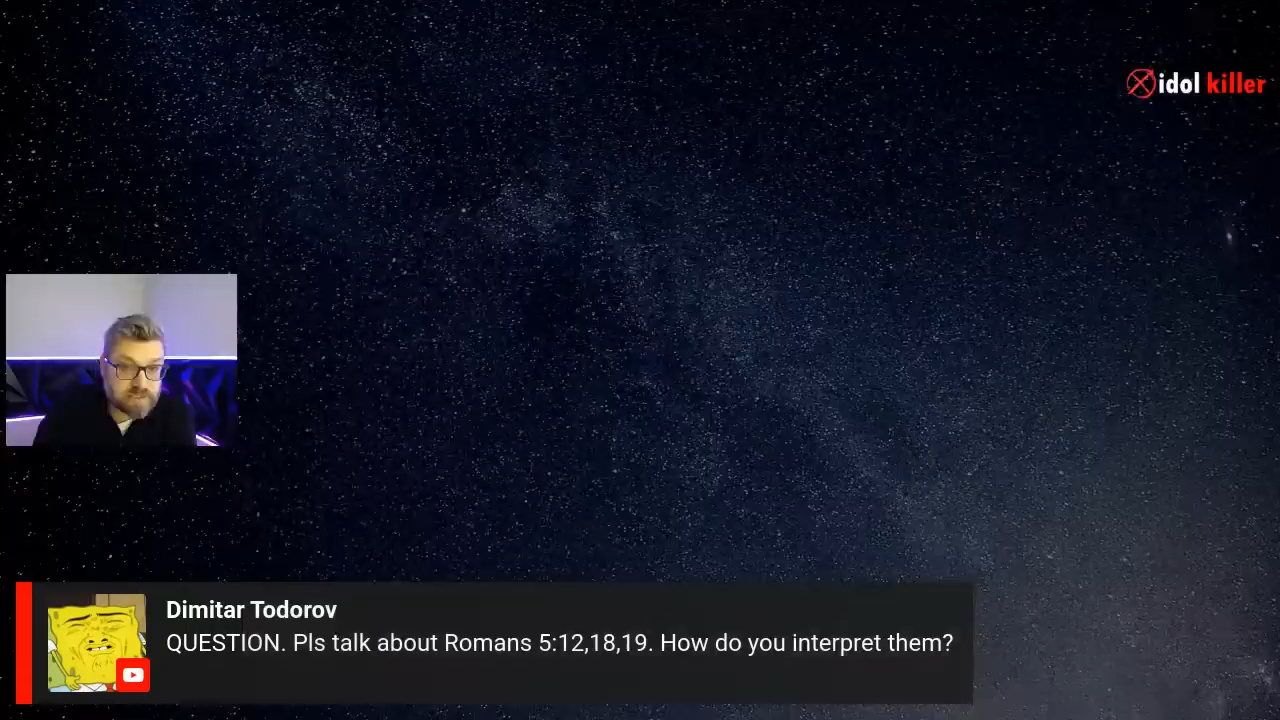 idol killer
Dimitar Todorov
QUESTION. Pls talk about Romans 5:12,18,19. How do you interpret them?